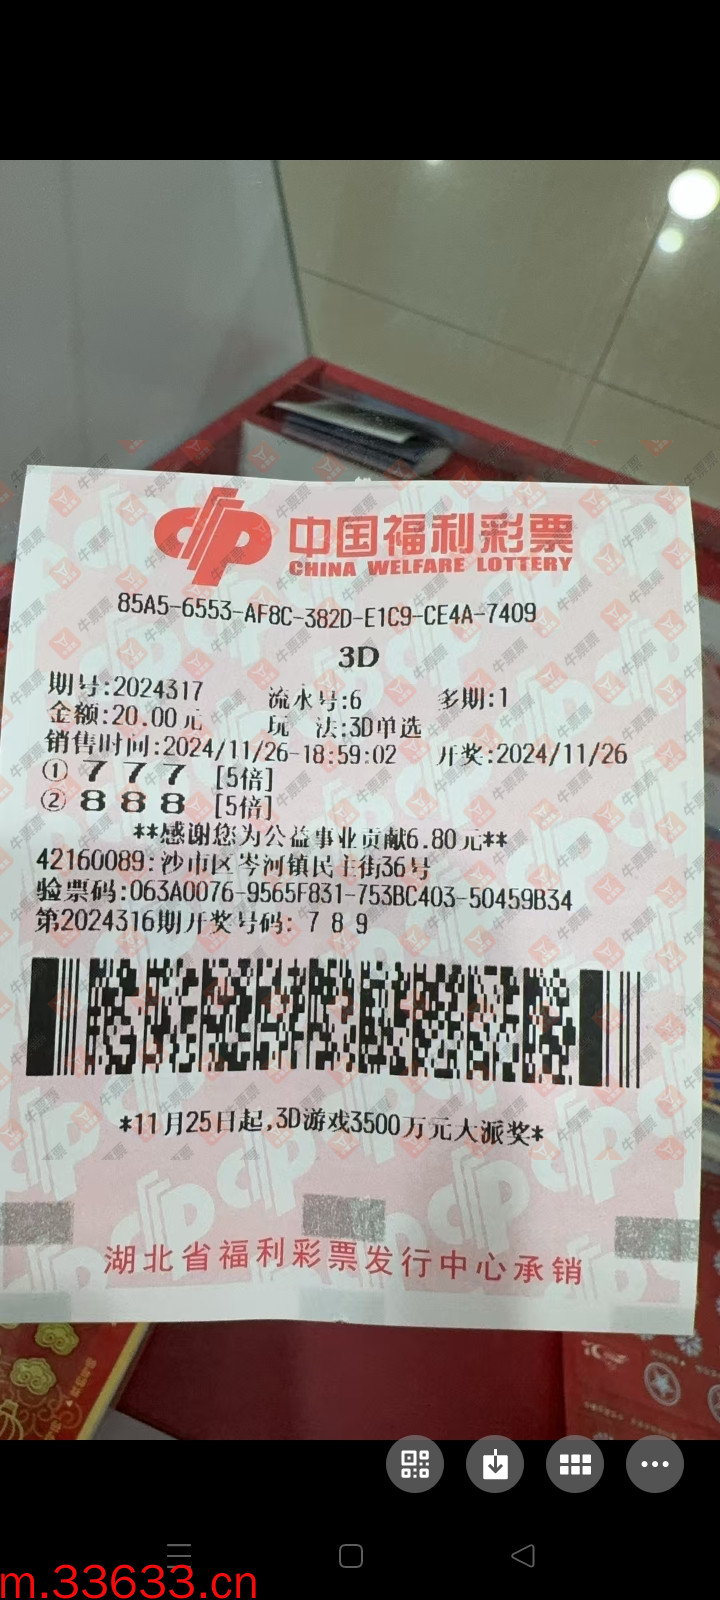 中国福利彩票
CHINA WELFARE LOTTERY
85A5-6553-AF8C-382D-E1C9-CE4A-7409
3D
期号:2024317 流水号:6 多期:1
金额:20.00元 玩 法:3D单选
销售时间:2024/11/26-18:59:02 开奖:2024/11/26
① 7 7 7 [5倍]
② 8 8 8 [5倍]
**感谢您为公益事业贡献6.80元**
42160089:沙市区岑河镇民主街36号
验票码:063A0076-9565F831-753BC403-50459B34
第2024316期开奖号码: 7 8 9
*11月25日起,3D游戏3500万元大派奖*
湖北省福利彩票发行中心承销
m.33633.cn